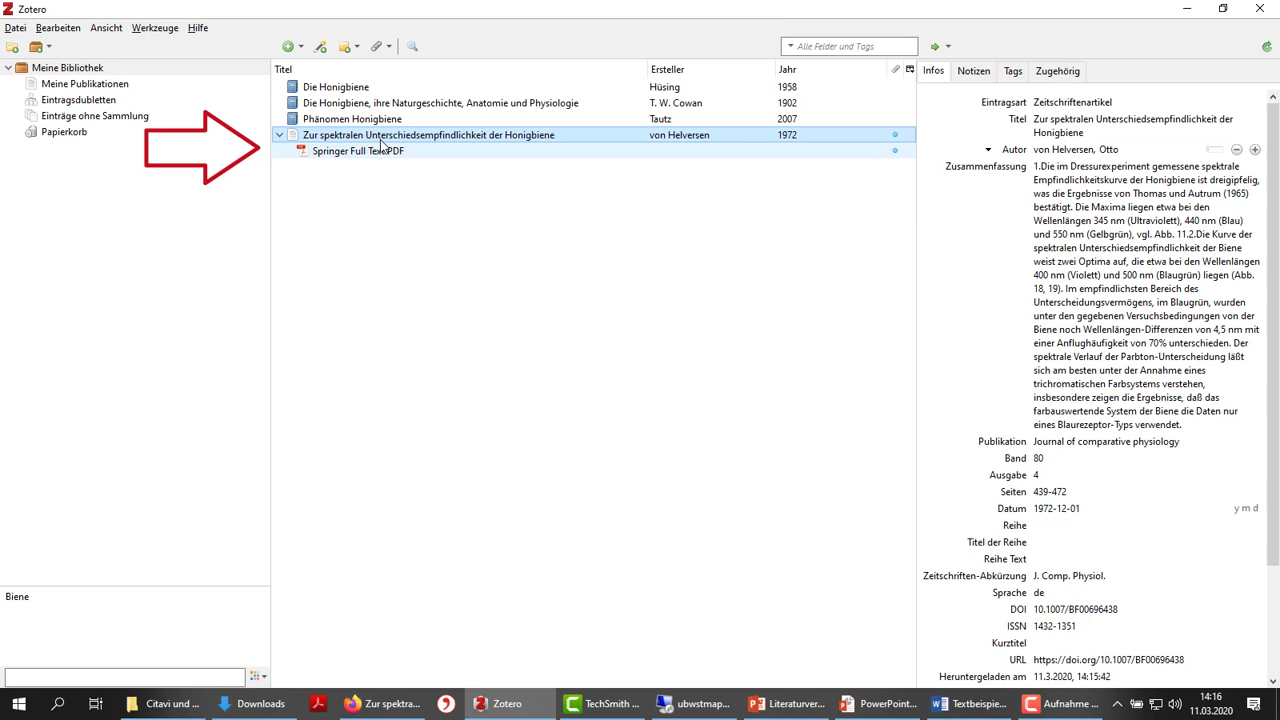 Zotero
Datei Bearbeiten Ansicht Werkzeuge Hilfe
Alle Felder und Tags
Meine Bibliothek
Meine Publikationen
Eintragsdubletten
Einträge ohne Sammlung
Papierkorb
Biene
Titel Ersteller Jahr
Die Honigbiene Hüsing 1958
Die Honigbiene, ihre Naturgeschichte, Anatomie und Physiologie T. W. Cowan 1902
Phänomen Honigbiene Tautz 2007
Zur spektralen Unterschiedsempfindlichkeit der Honigbiene von Helversen 1972
Springer Full Text PDF
Infos Notizen Tags Zugehörig
Eintragsart Zeitschriftenartikel
Titel Zur spektralen
Unterschiedsempfindlichkeit der
Honigbiene
Autor von Helversen, Otto
Zusammenfassung 1.Die im Dressurexperiment gemessene spektrale
Empfindlichkeitskurve der Honigbiene ist dreigipfelig,
was die Ergebnisse von Thomas und Autrum (1965)
bestätigt. Die Maxima liegen etwa bei den
Wellenlängen 345 nm (Ultraviolett), 440 nm (Blau)
und 550 nm (Gelbgrün), vgl. Abb. 11.2.Die Kurve der
spektralen Unterschiedsempfindlichkeit der Biene
weist zwei Optima auf, die etwa bei den Wellenlängen
400 nm (Violett) und 500 nm (Blaugrün) liegen (Abb.
18, 19). Im empfindlichsten Bereich des
Unterscheidungsvermögens, im Blaugrün, wurden
unter den gegebenen Versuchsbedingungen von der
Biene noch Wellenlängen-Differenzen von 4,5 nm mit
einer Anflughäufigkeit von 70% unterschieden. Der
spektrale Verlauf der Parbton-Unterscheidung läßt
sich am besten unter der Annahme eines
trichromatischen Farbsystems verstehen,
insbesondere zeigen die Ergebnisse, daß das
farbauswertende System der Biene die Daten nur
eines Blaurezeptor-Typs verwendet.
Publikation Journal of comparative physiology
Band 80
Ausgabe 4
Seiten 439-472
Datum 1972-12-01 y m d
Reihe
Titel der Reihe
Reihe Text
Zeitschriften-Abkürzung J. Comp. Physiol.
Sprache de
DOI 10.1007/BF00696438
ISSN 1432-1351
Kurztitel
URL https://doi.org/10.1007/BF00696438
Heruntergeladen am 11.3.2020, 14:15:42
Citavi und ... Downloads Zur spektra... Zotero TechSmith ... ubwstmap... Literaturver... PowerPoint... Textbeispie... Aufnahme ... 14:16
11.03.2020